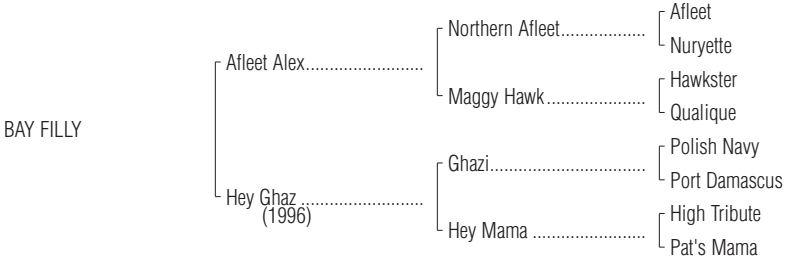 Afleet
Northern Afleet....................
Nuryette
Afleet Alex..........................
Hawkster
Maggy Hawk.......................
Qualique
BAY FILLY
Polish Navy
Ghazi...................................
Port Damascus
Hey Ghaz ...........................
(1996)
High Tribute
Hey Mama .........................
Pat's Mama